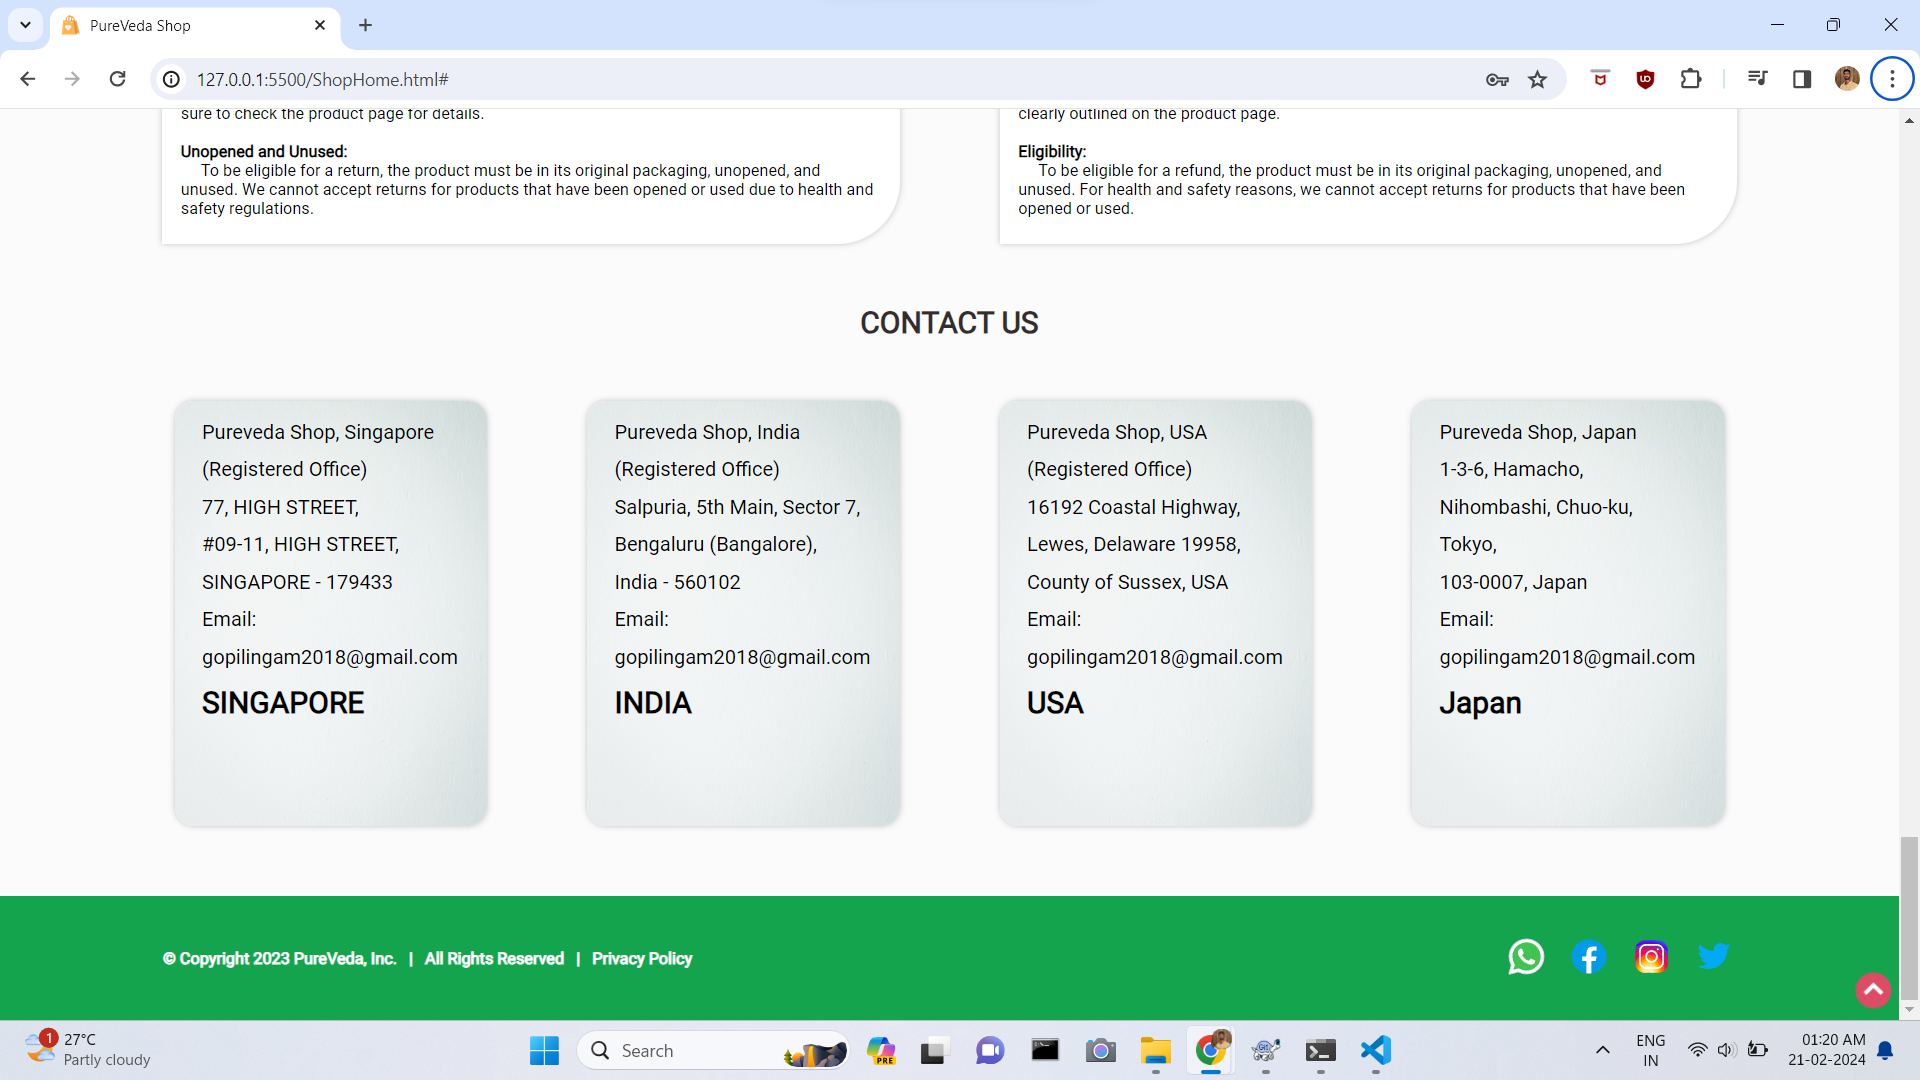 PureVeda Shop
127.0.0.1:5500/ShopHome.html#
sure to check the product page for details.
Unopened and Unused:
To be eligible for a return, the product must be in its original packaging, unopened, and
unused. We cannot accept returns for products that have been opened or used due to health and
safety regulations.
clearly outlined on the product page.
Eligibility:
To be eligible for a refund, the product must be in its original packaging, unopened, and
unused. For health and safety reasons, we cannot accept returns for products that have been
opened or used.
CONTACT US
Pureveda Shop, Singapore
(Registered Office)
77, HIGH STREET,
#09-11, HIGH STREET,
SINGAPORE - 179433
Email:
gopilingam2018@gmail.com
SINGAPORE
Pureveda Shop, India
(Registered Office)
Salpuria, 5th Main, Sector 7,
Bengaluru (Bangalore),
India - 560102
Email:
gopilingam2018@gmail.com
INDIA
Pureveda Shop, USA
(Registered Office)
16192 Coastal Highway,
Lewes, Delaware 19958,
County of Sussex, USA
Email:
gopilingam2018@gmail.com
USA
Pureveda Shop, Japan
1-3-6, Hamacho,
Nihombashi, Chuo-ku,
Tokyo,
103-0007, Japan
Email:
gopilingam2018@gmail.com
Japan
© Copyright 2023 PureVeda, Inc. | All Rights Reserved | Privacy Policy
1
27°C
Partly cloudy
Search
PRE
ENG
IN
01:20 AM
21-02-2024